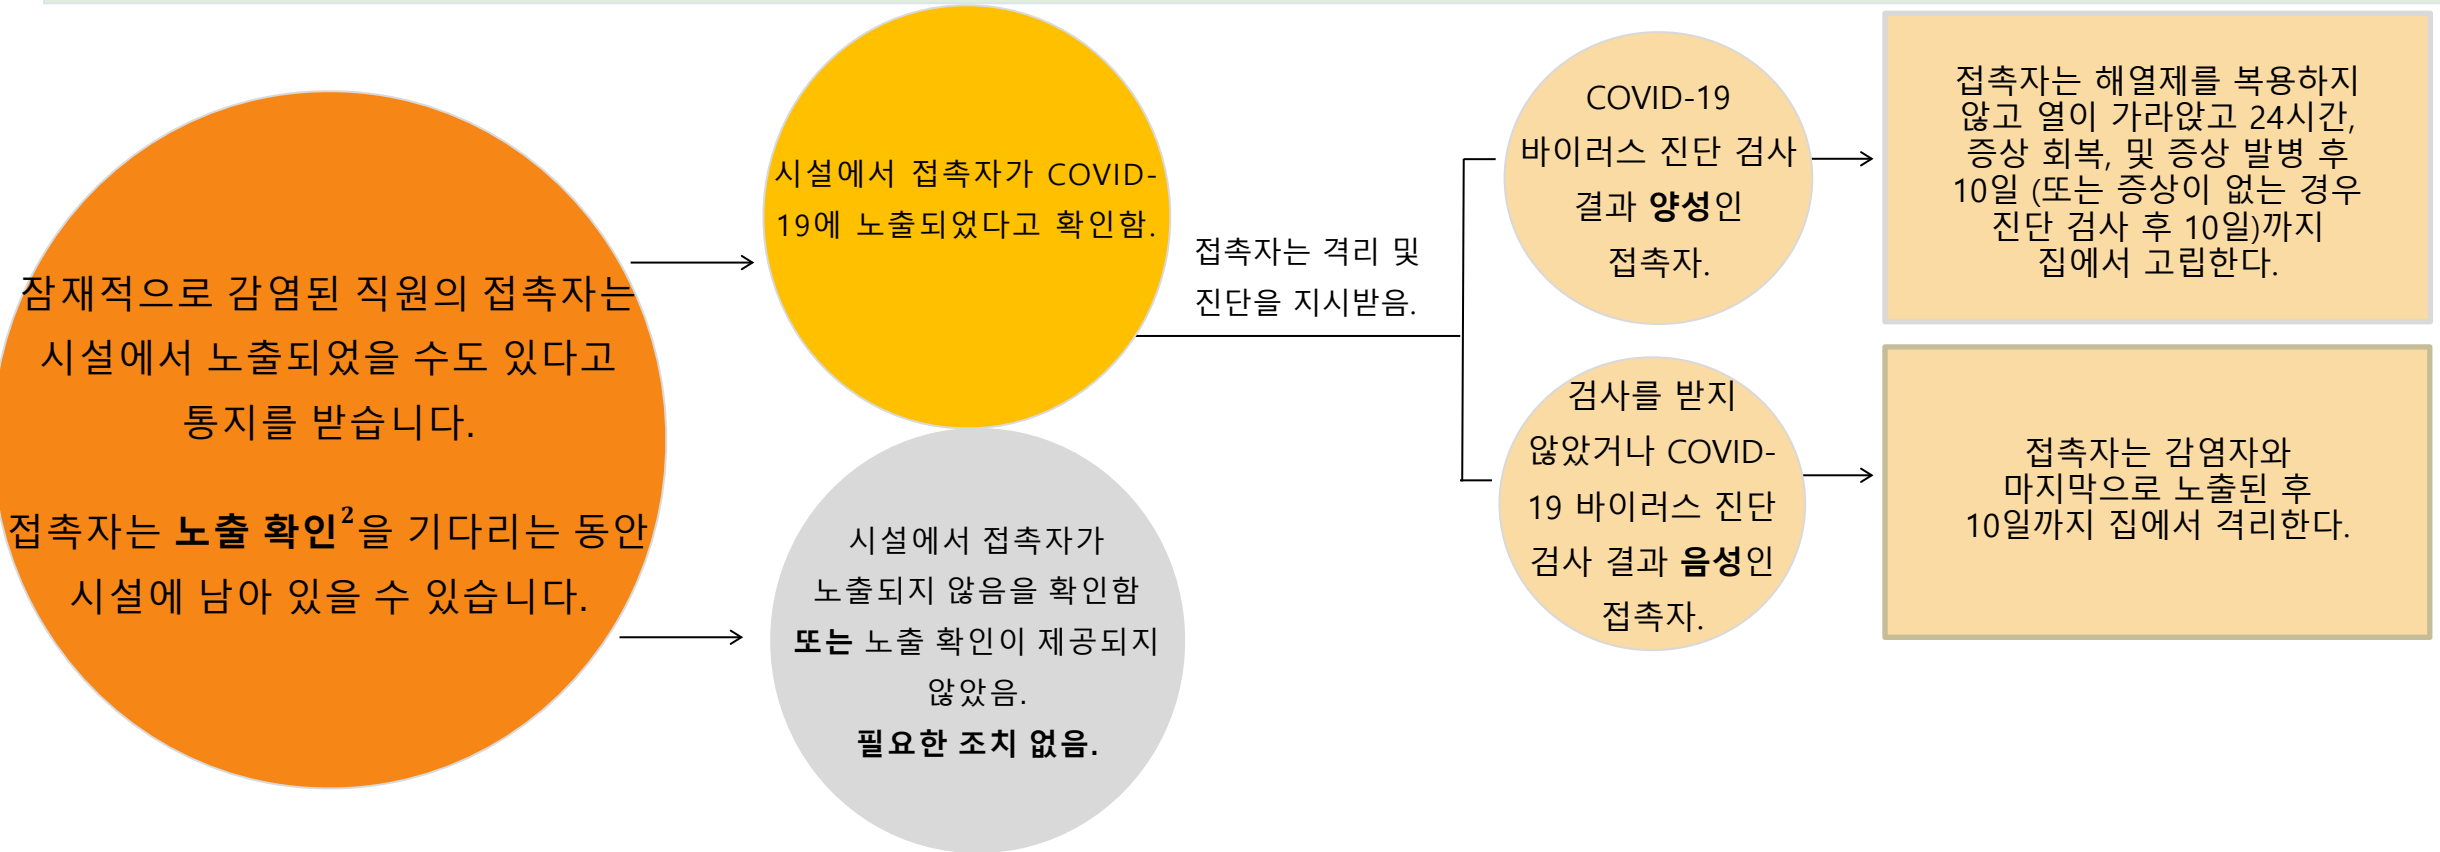 잠재적으로 감염된 직원의 접촉자는
시설에서 노출되었을 수도 있다고
통지를 받습니다.
접촉자는 노출 확인²을 기다리는 동안
시설에 남아 있을 수 있습니다.
시설에서 접촉자가 COVID-
19에 노출되었다고 확인함.
시설에서 접촉자가
노출되지 않음을 확인함
또는 노출 확인이 제공되지
않았음.
필요한 조치 없음.
접촉자는 격리 및
진단을 지시받음.
COVID-19
바이러스 진단 검사
결과 양성인
접촉자.
접촉자는 해열제를 복용하지
않고 열이 가라앉고 24시간,
증상 회복, 및 증상 발병 후
10일 (또는 증상이 없는 경우
진단 검사 후 10일)까지
집에서 고립한다.
검사를 받지
않았거나 COVID-
19 바이러스 진단
검사 결과 음성인
접촉자.
접촉자는 감염자와
마지막으로 노출된 후
10일까지 집에서 격리한다.